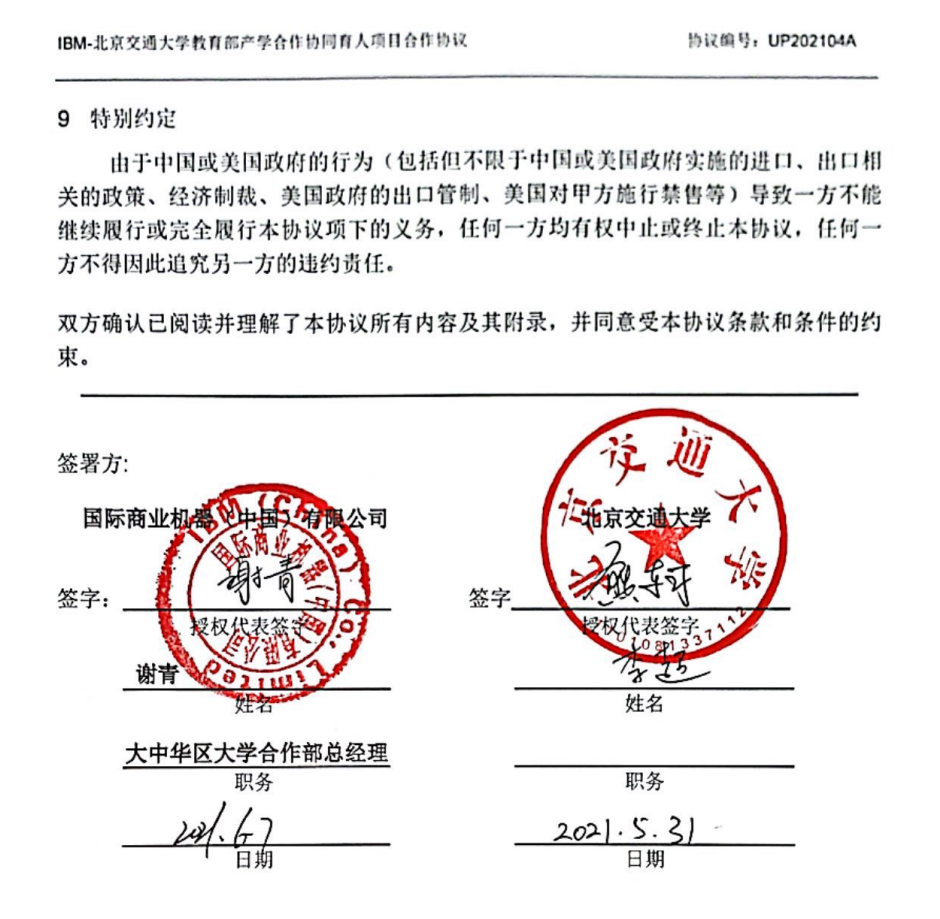 IBM-北京交通大学教育部产学合作协同育人项目合作协议 协议编号：UP202104A
9 特别约定
由于中国或美国政府的行为（包括但不限于中国或美国政府实施的进口、出口相
关的政策、经济制裁、美国政府的出口管制、美国对甲方施行禁售等）导致一方不能
继续履行或完全履行本协议项下的义务，任何一方均有权中止或终止本协议，任何一
方不得因此追究另一方的违约责任。
双方确认已阅读并理解了本协议所有内容及其附录，并同意受本协议条款和条件的约
束。
签署方:
国际商业机器（中国）有限公司 北京交通大学
IBM (China) Co., Limited
国际商业机器(中国)有限公司
北京交通大学
签字： 谢青 签字
授权代表签字 授权代表签字
谢青 李超
姓名 姓名
大中华区大学合作部总经理
职务 职务
2021.6.7 2021.5.31
日期 日期